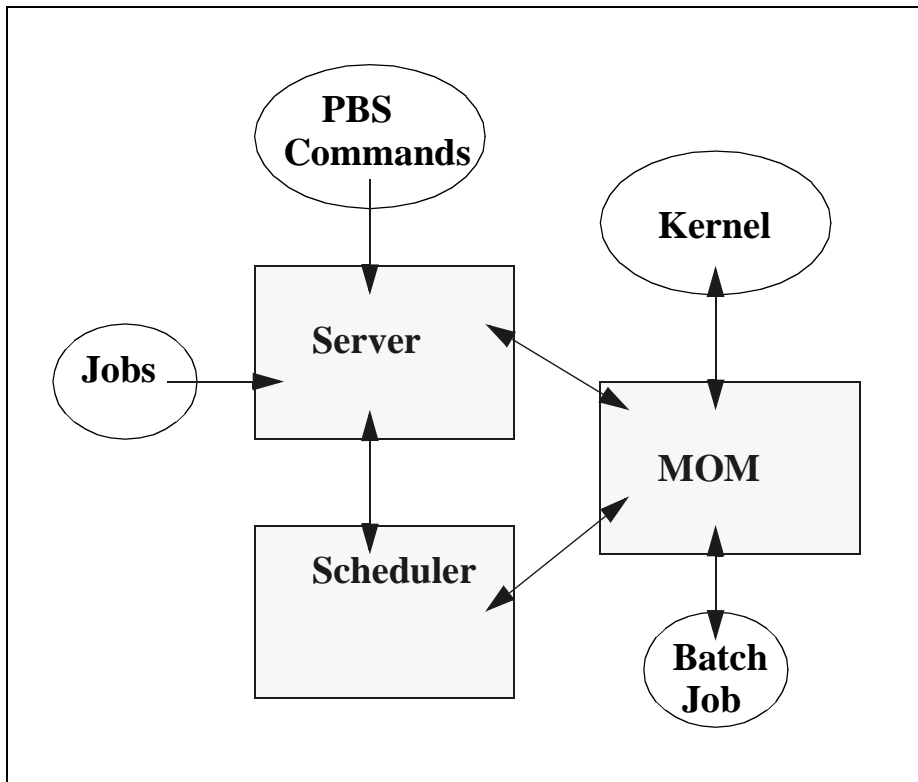 PBS
Commands
Kernel
Server
Jobs
MOM
Scheduler
Batch
Job